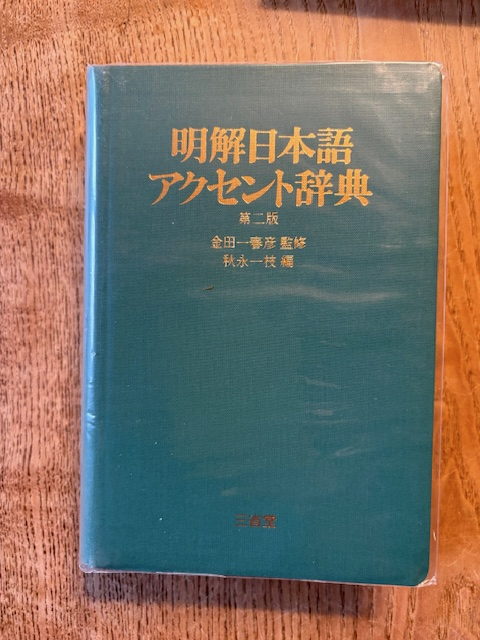 明解日本語
アクセント辞典
第二版
金田一春彦 監修
秋永一枝 編
三省堂